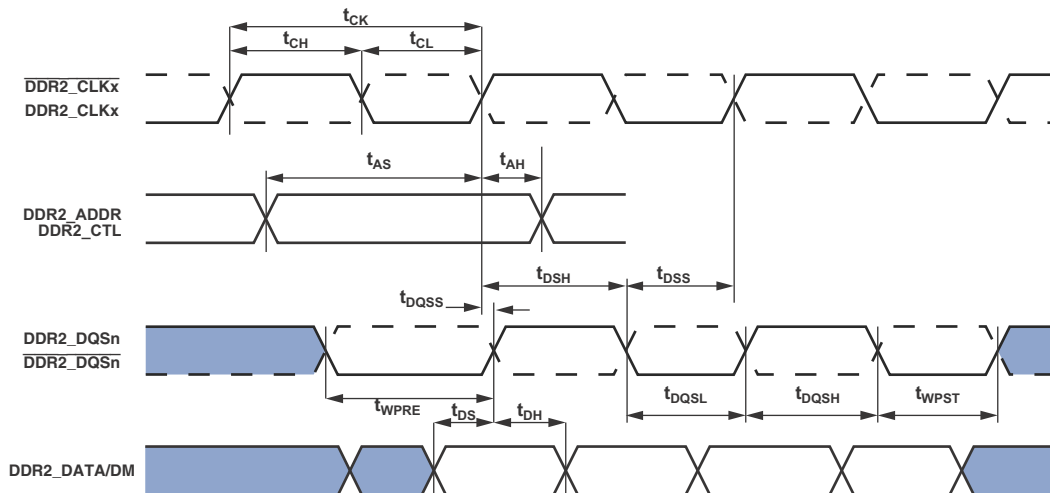 tCK
tCH tCL
DDR2_CLKx
DDR2_CLKx
tAS tAH
DDR2_ADDR
DDR2_CTL
tDSH tDSS
tDQSS
DDR2_DQSn
DDR2_DQSn
tWPRE tDS tDH tDQSL tDQSH tWPST
DDR2_DATA/DM